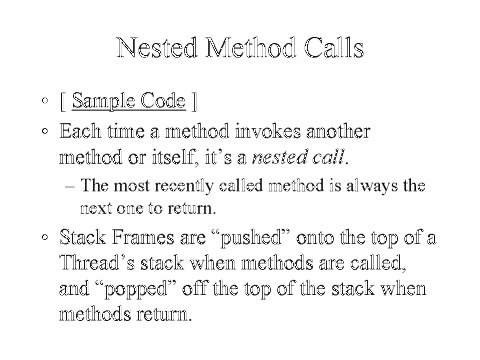 Nested Method Calls
◦ [ Sample Code ]
◦ Each time a method invokes another
method or itself, it's a nested call.
– The most recently called method is always the
next one to return.
◦ Stack Frames are “pushed” onto the top of a
Thread's stack when methods are called,
and “popped” off the top of the stack when
methods return.